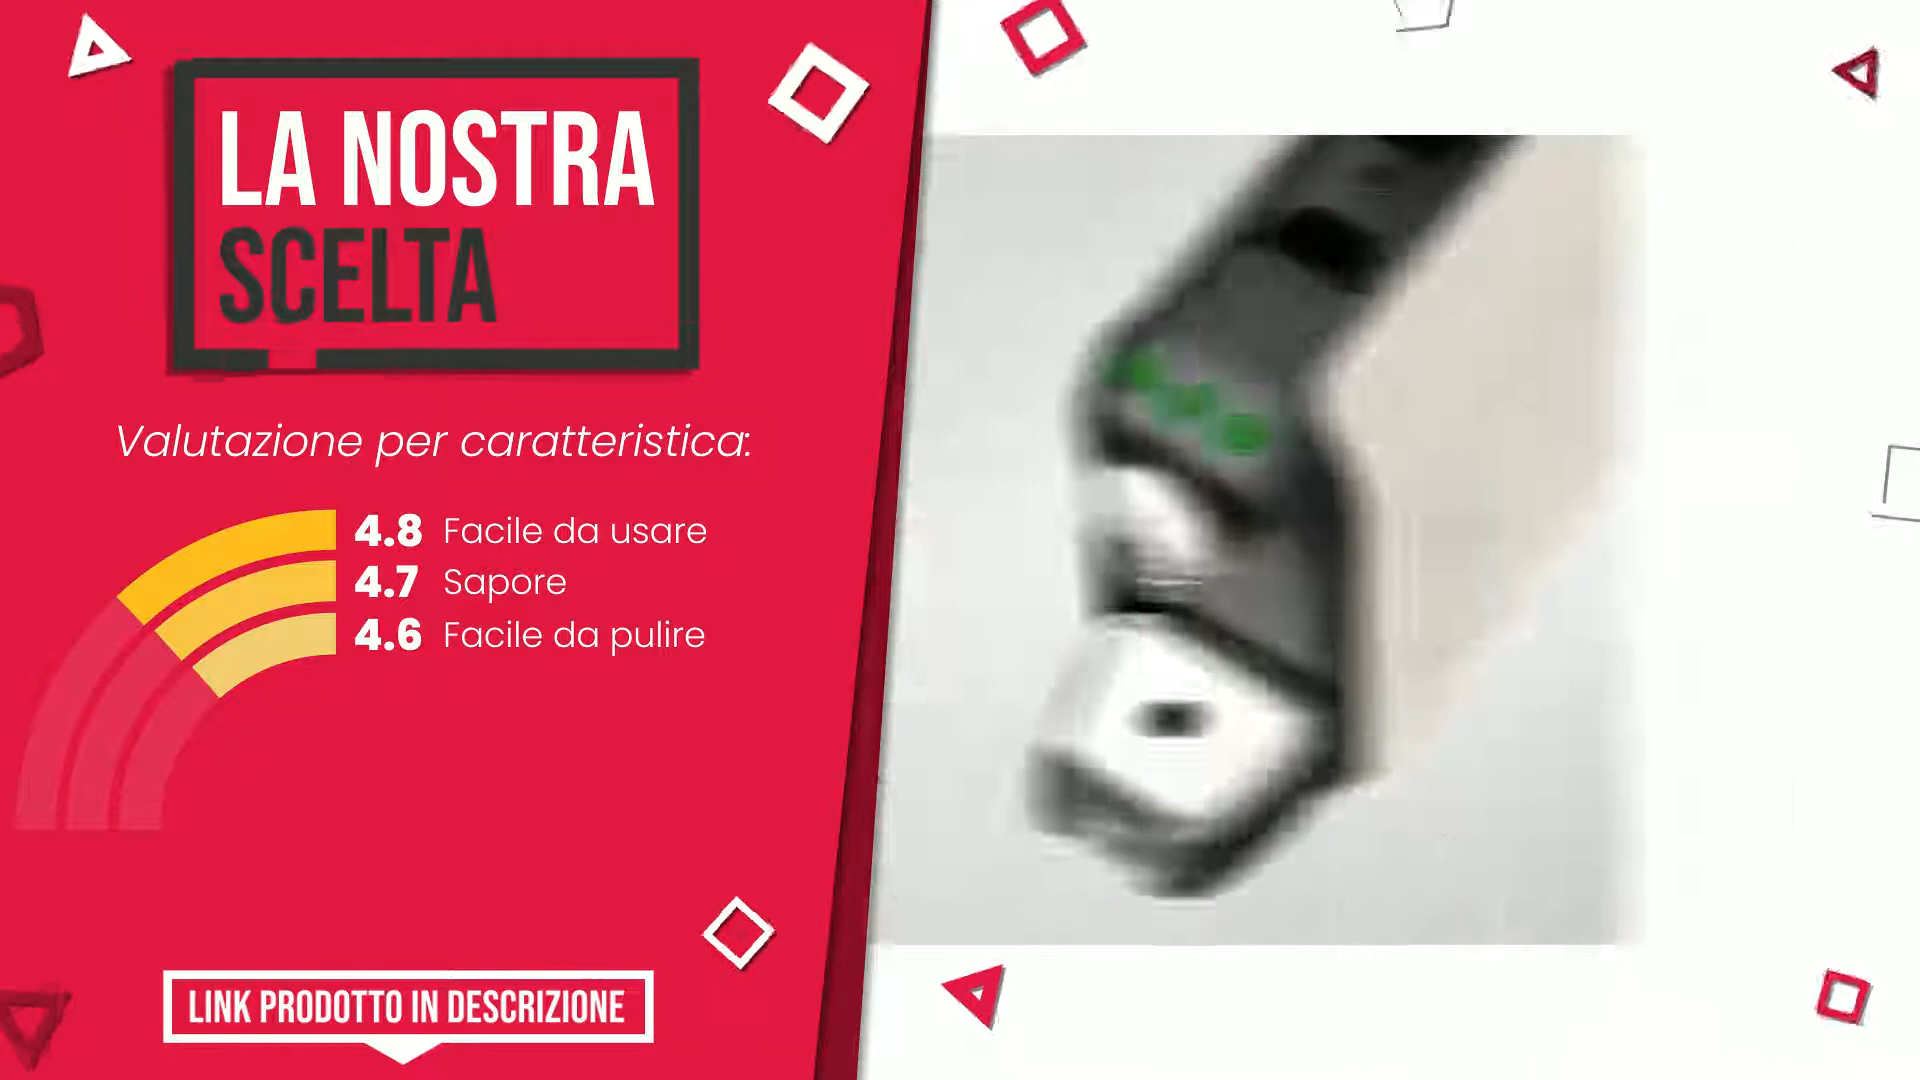 LA NOSTRA
SCELTA
Valutazione per caratteristica:
4.8 Facile da usare
4.7 Sapore
4.6 Facile da pulire
LINK PRODOTTO IN DESCRIZIONE